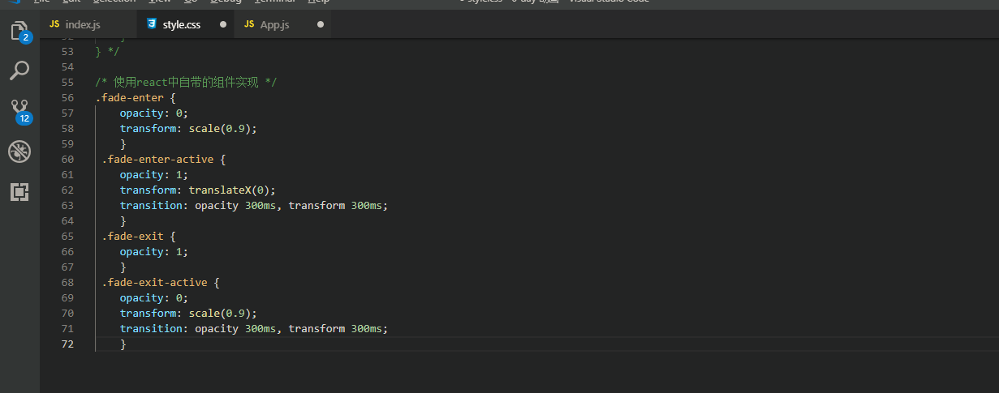 index.js
style.css
App.js
2
12
53 } */
54
55 /* 使用react中自带的组件实现 */
56 .fade-enter {
57 opacity: 0;
58 transform: scale(0.9);
59 }
60 .fade-enter-active {
61 opacity: 1;
62 transform: translateX(0);
63 transition: opacity 300ms, transform 300ms;
64 }
65 .fade-exit {
66 opacity: 1;
67 }
68 .fade-exit-active {
69 opacity: 0;
70 transform: scale(0.9);
71 transition: opacity 300ms, transform 300ms;
72 }